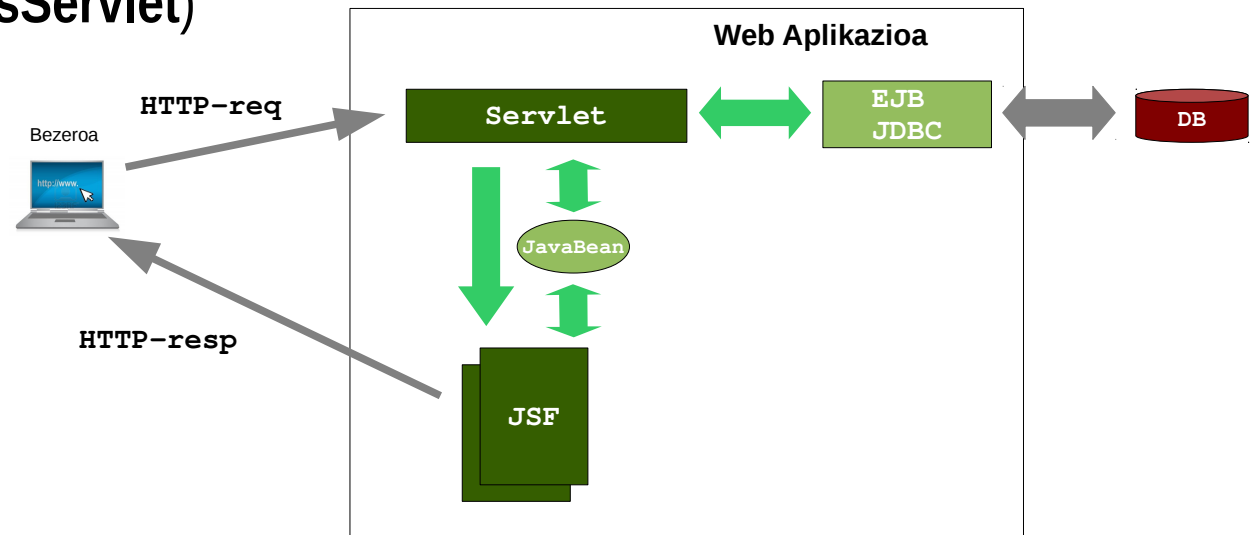 sServlet)
Web Aplikazioa
HTTP-req
Servlet
EJB
JDBC
DB
Bezeroa
http://www.
JavaBean
HTTP-resp
JSF